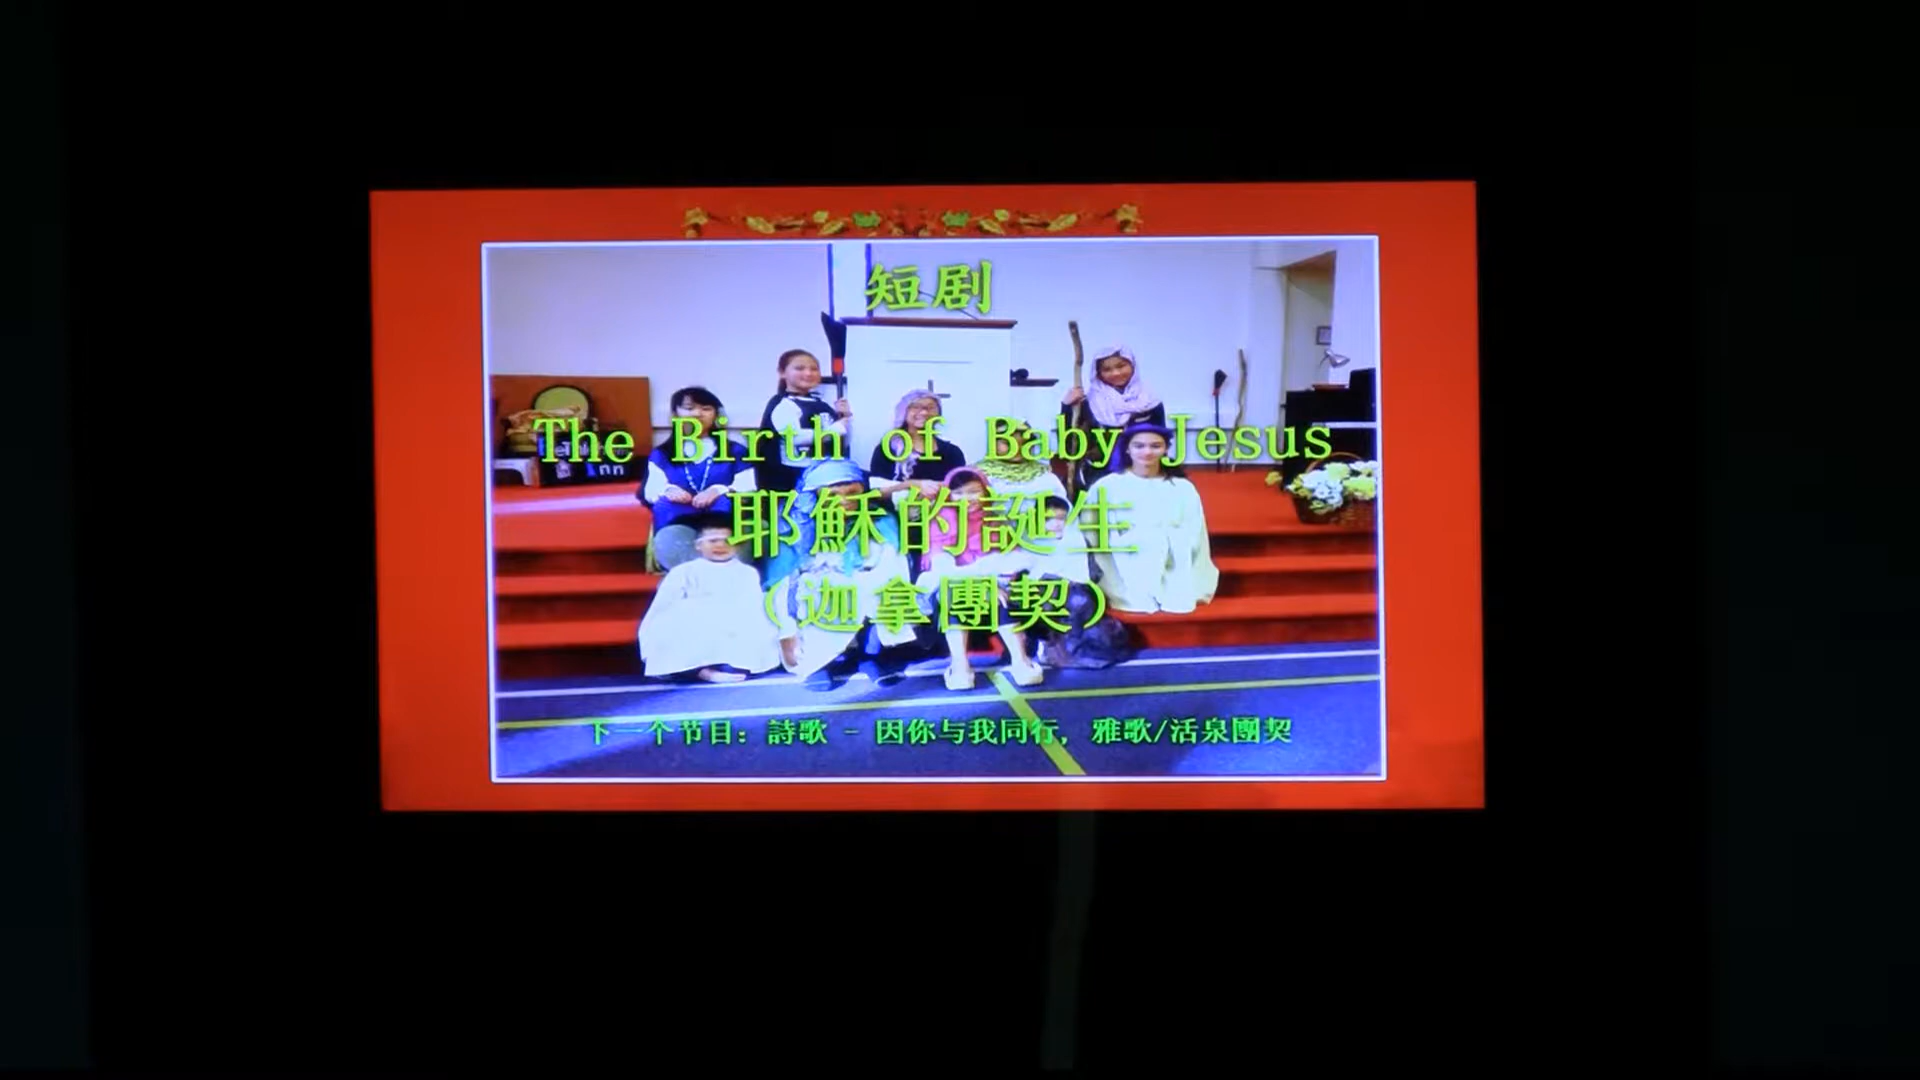 短剧
The Birth of Baby Jesus
耶穌的誕生
(迦拿團契)
下一个节目: 詩歌 - 因你与我同行, 雅歌/活泉團契